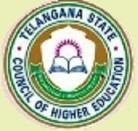 TELANGANA STATE
COUNCIL OF HIGHER EDUCATION